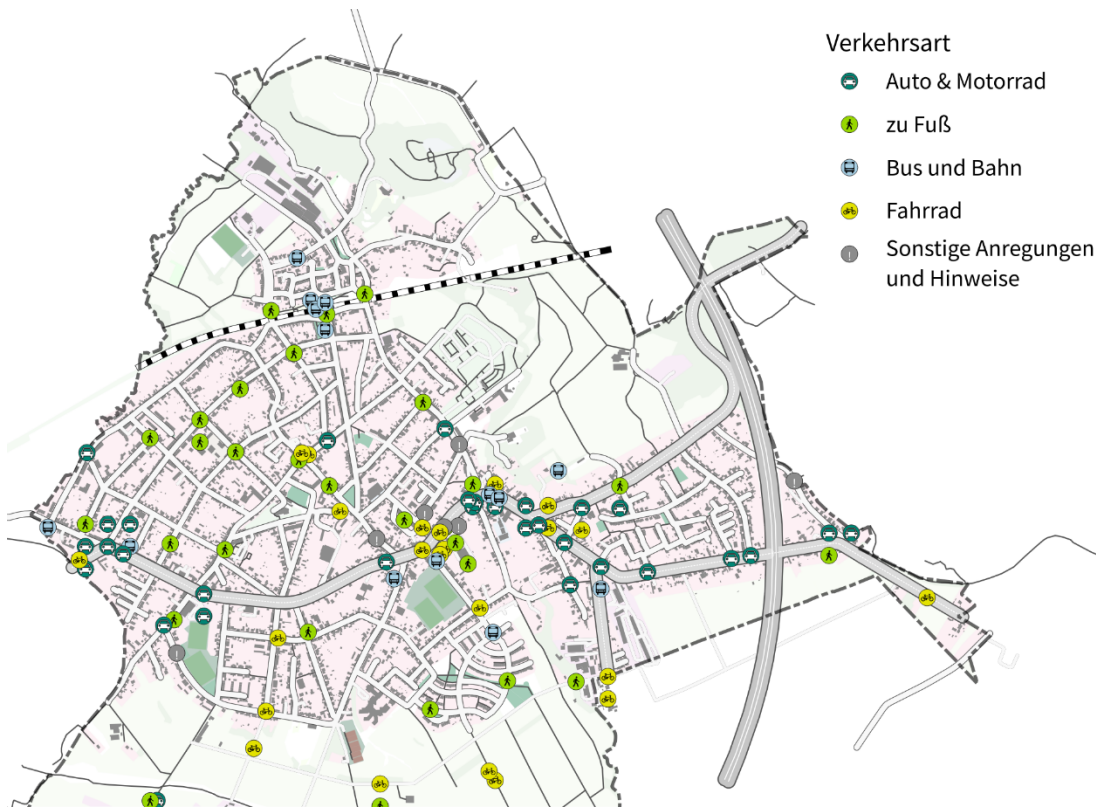 Verkehrsart
Auto & Motorrad
zu Fuß
Bus und Bahn
Fahrrad
Sonstige Anregungen
und Hinweise